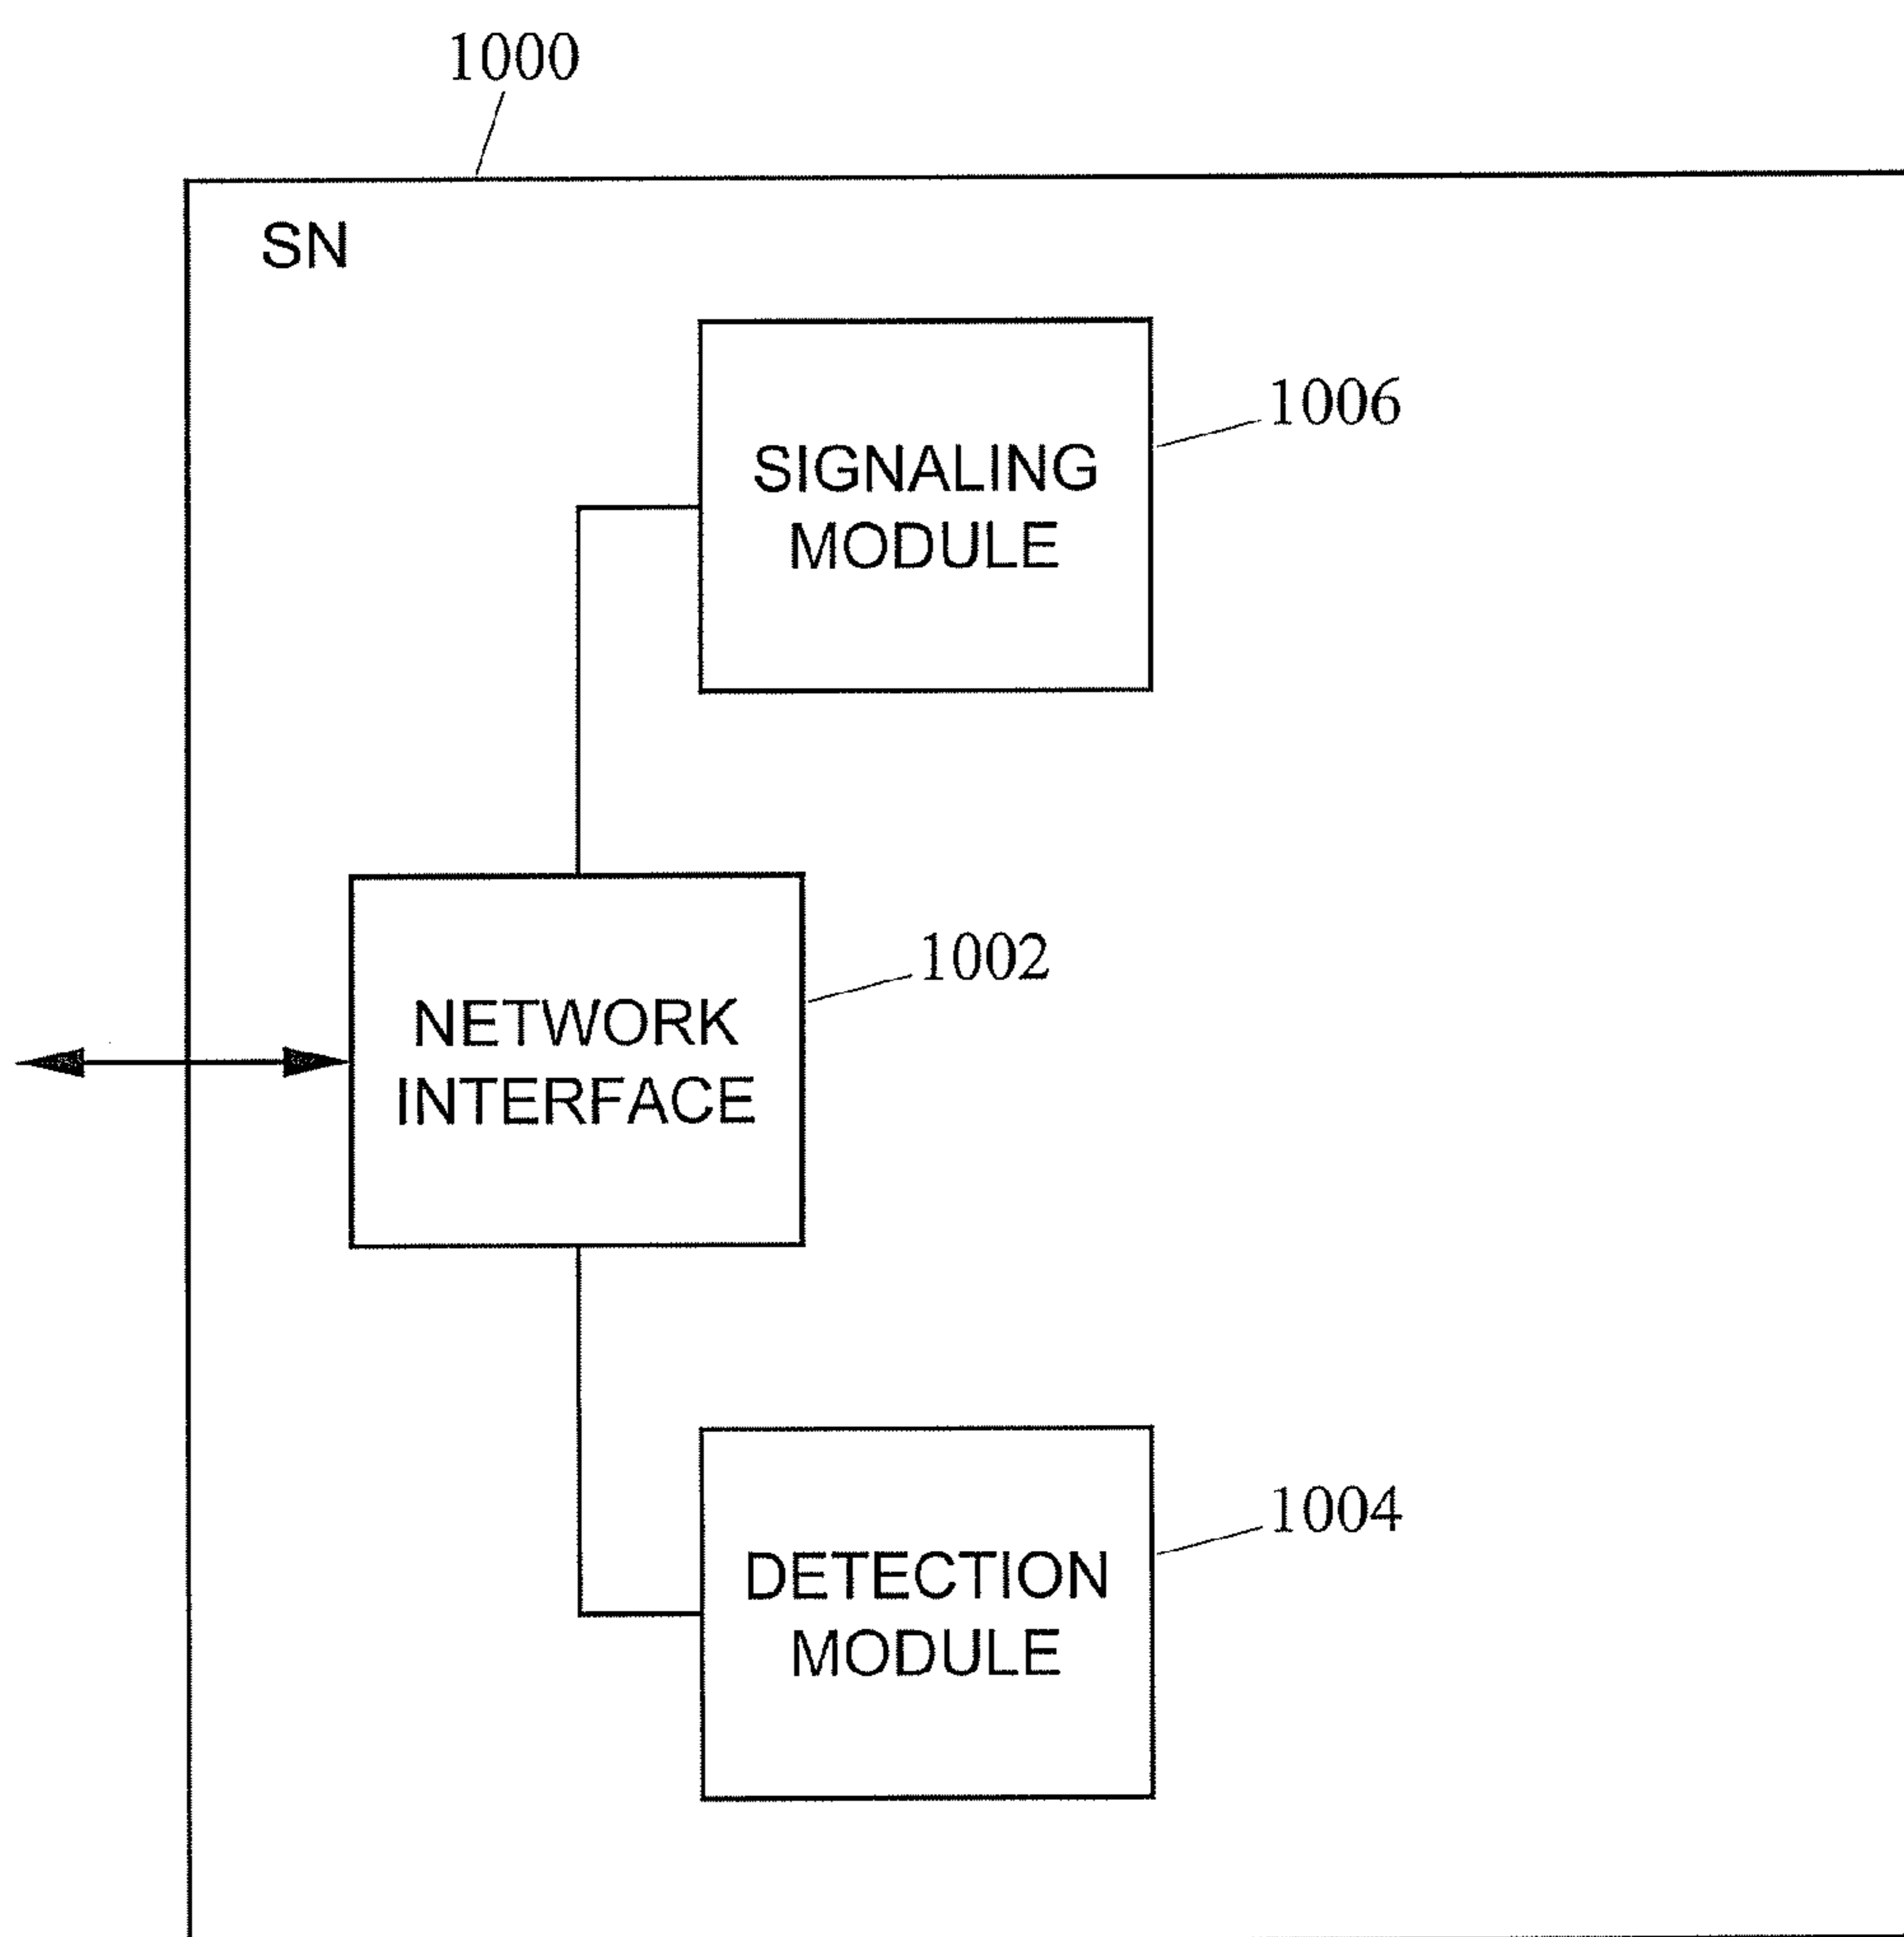 1000
SN
SIGNALING
MODULE
1006
NETWORK
INTERFACE
1002
DETECTION
MODULE
1004